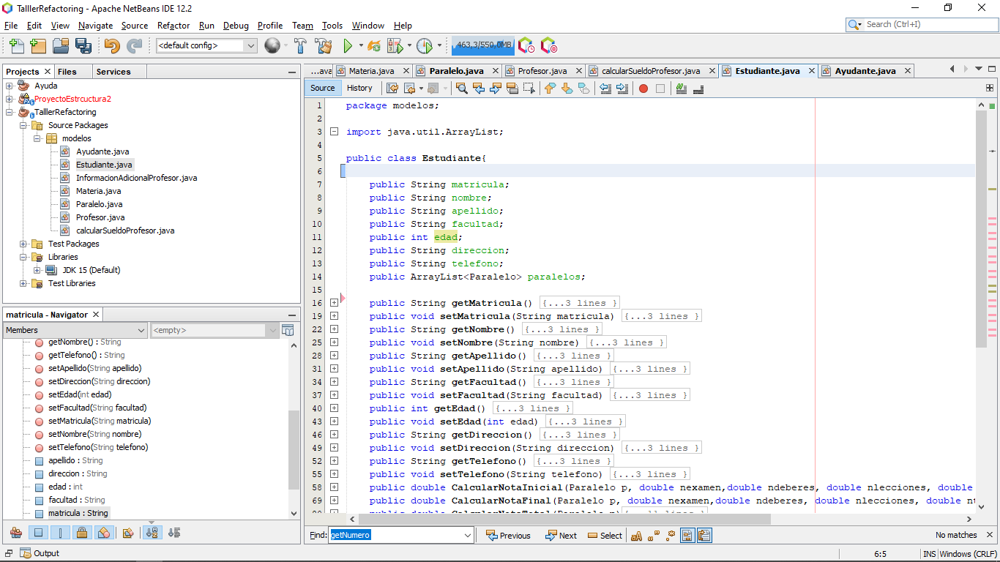 TalllerRefactoring - Apache NetBeans IDE 12.2
File Edit View Navigate Source Refactor Run Debug Profile Team Tools Window Help
Search (Ctrl+I)
<default config>
463,3/550,0MB
Projects Files Services
Ayuda
ProyectoEstrcuctura2
TalllerRefactoring
Source Packages
modelos
Ayudante.java
Estudiante.java
InformacionAdicionalProfesor.java
Materia.java
Paralelo.java
Profesor.java
calcularSueldoProfesor.java
Test Packages
Libraries
JDK 15 (Default)
Test Libraries
matricula - Navigator
Members
<empty>
getNombre() : String
getTelefono() : String
setApellido(String apellido)
setDireccion(String direccion)
setEdad(int edad)
setFacultad(String facultad)
setMatricula(String matricula)
setNombre(String nombre)
setTelefono(String telefono)
apellido : String
direccion : String
edad : int
facultad : String
matricula : String
...ava Materia.java Paralelo.java Profesor.java calcularSueldoProfesor.java Estudiante.java Ayudante.java
Source History
1 package modelos;
2
3 import java.util.ArrayList;
4
5 public class Estudiante{
6
7 public String matricula;
8 public String nombre;
9 public String apellido;
10 public String facultad;
11 public int edad;
12 public String direccion;
13 public String telefono;
14 public ArrayList<Paralelo> paralelos;
15
16 public String getMatricula() {...3 lines }
19 public void setMatricula(String matricula) {...3 lines }
22 public String getNombre() {...3 lines }
25 public void setNombre(String nombre) {...3 lines }
28 public String getApellido() {...3 lines }
31 public void setApellido(String apellido) {...3 lines }
34 public String getFacultad() {...3 lines }
37 public void setFacultad(String facultad) {...3 lines }
40 public int getEdad() {...3 lines }
43 public void setEdad(int edad) {...3 lines }
46 public String getDireccion() {...3 lines }
49 public void setDireccion(String direccion) {...3 lines }
52 public String getTelefono() {...3 lines }
55 public void setTelefono(String telefono) {...3 lines }
58 public double CalcularNotaInicial(Paralelo p, double nexamen,double ndeberes, double nlecciones, double
69 public double CalcularNotaFinal(Paralelo p, double nexamen,double ndeberes, double nlecciones, double
Find: getNumero Previous Next Select No matches
Output
6:5 INS Windows (CRLF)